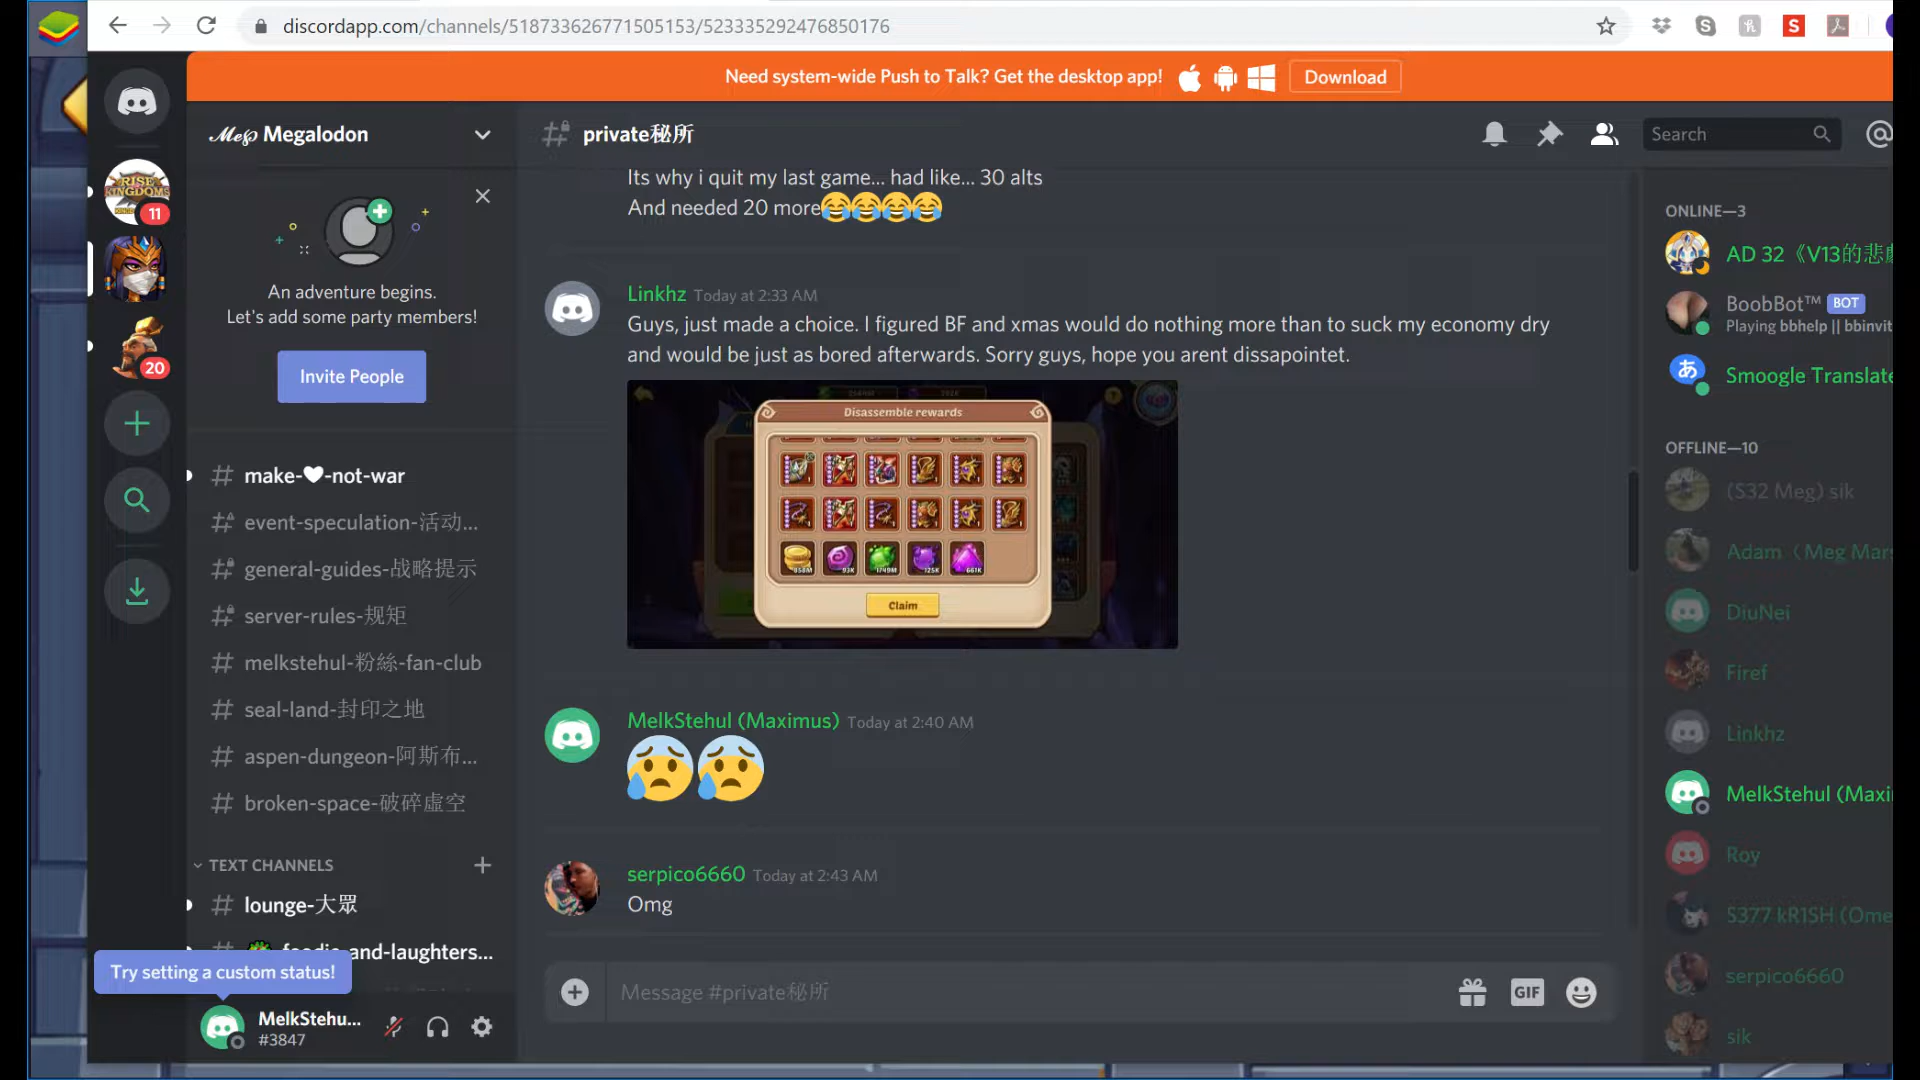 discordapp.com/channels/518733626771505153/523335292476850176
Need system-wide Push to Talk? Get the desktop app!
Download
Megalodon
private秘所
Search
RISE
KINGDOMS
11
20
An adventure begins.
Let's add some party members!
Invite People
make-🤍-not-war
event-speculation-活动...
general-guides-战略提示
server-rules-规矩
melkstehul-粉絲-fan-club
seal-land-封印之地
aspen-dungeon-阿斯布...
broken-space-破碎虛空
TEXT CHANNELS
lounge-大眾
and-laughters...
Try setting a custom status!
MelkStehu...
#3847
Its why i quit my last game... had like... 30 alts
And needed 20 more😂😂😂😂
Linkhz Today at 2:33 AM
Guys, just made a choice. I figured BF and xmas would do nothing more than to suck my economy dry
and would be just as bored afterwards. Sorry guys, hope you arent dissapointet.
Disassemble rewards
Claim
MelkStehul (Maximus) Today at 2:40 AM
😰😰
serpico6660 Today at 2:43 AM
Omg
Message #private秘所
GIF
ONLINE—3
AD 32《V13的悲
BoobBot™ BOT
Playing bbhelp || bbinvit
あ
Smoogle Translate
OFFLINE—10
(S32 Meg) sik
Adam（Meg Mars
DiuNei
Firef
Linkhz
MelkStehul (Maxi
Roy
S377 kR1SH (Ome
serpico6660
sik